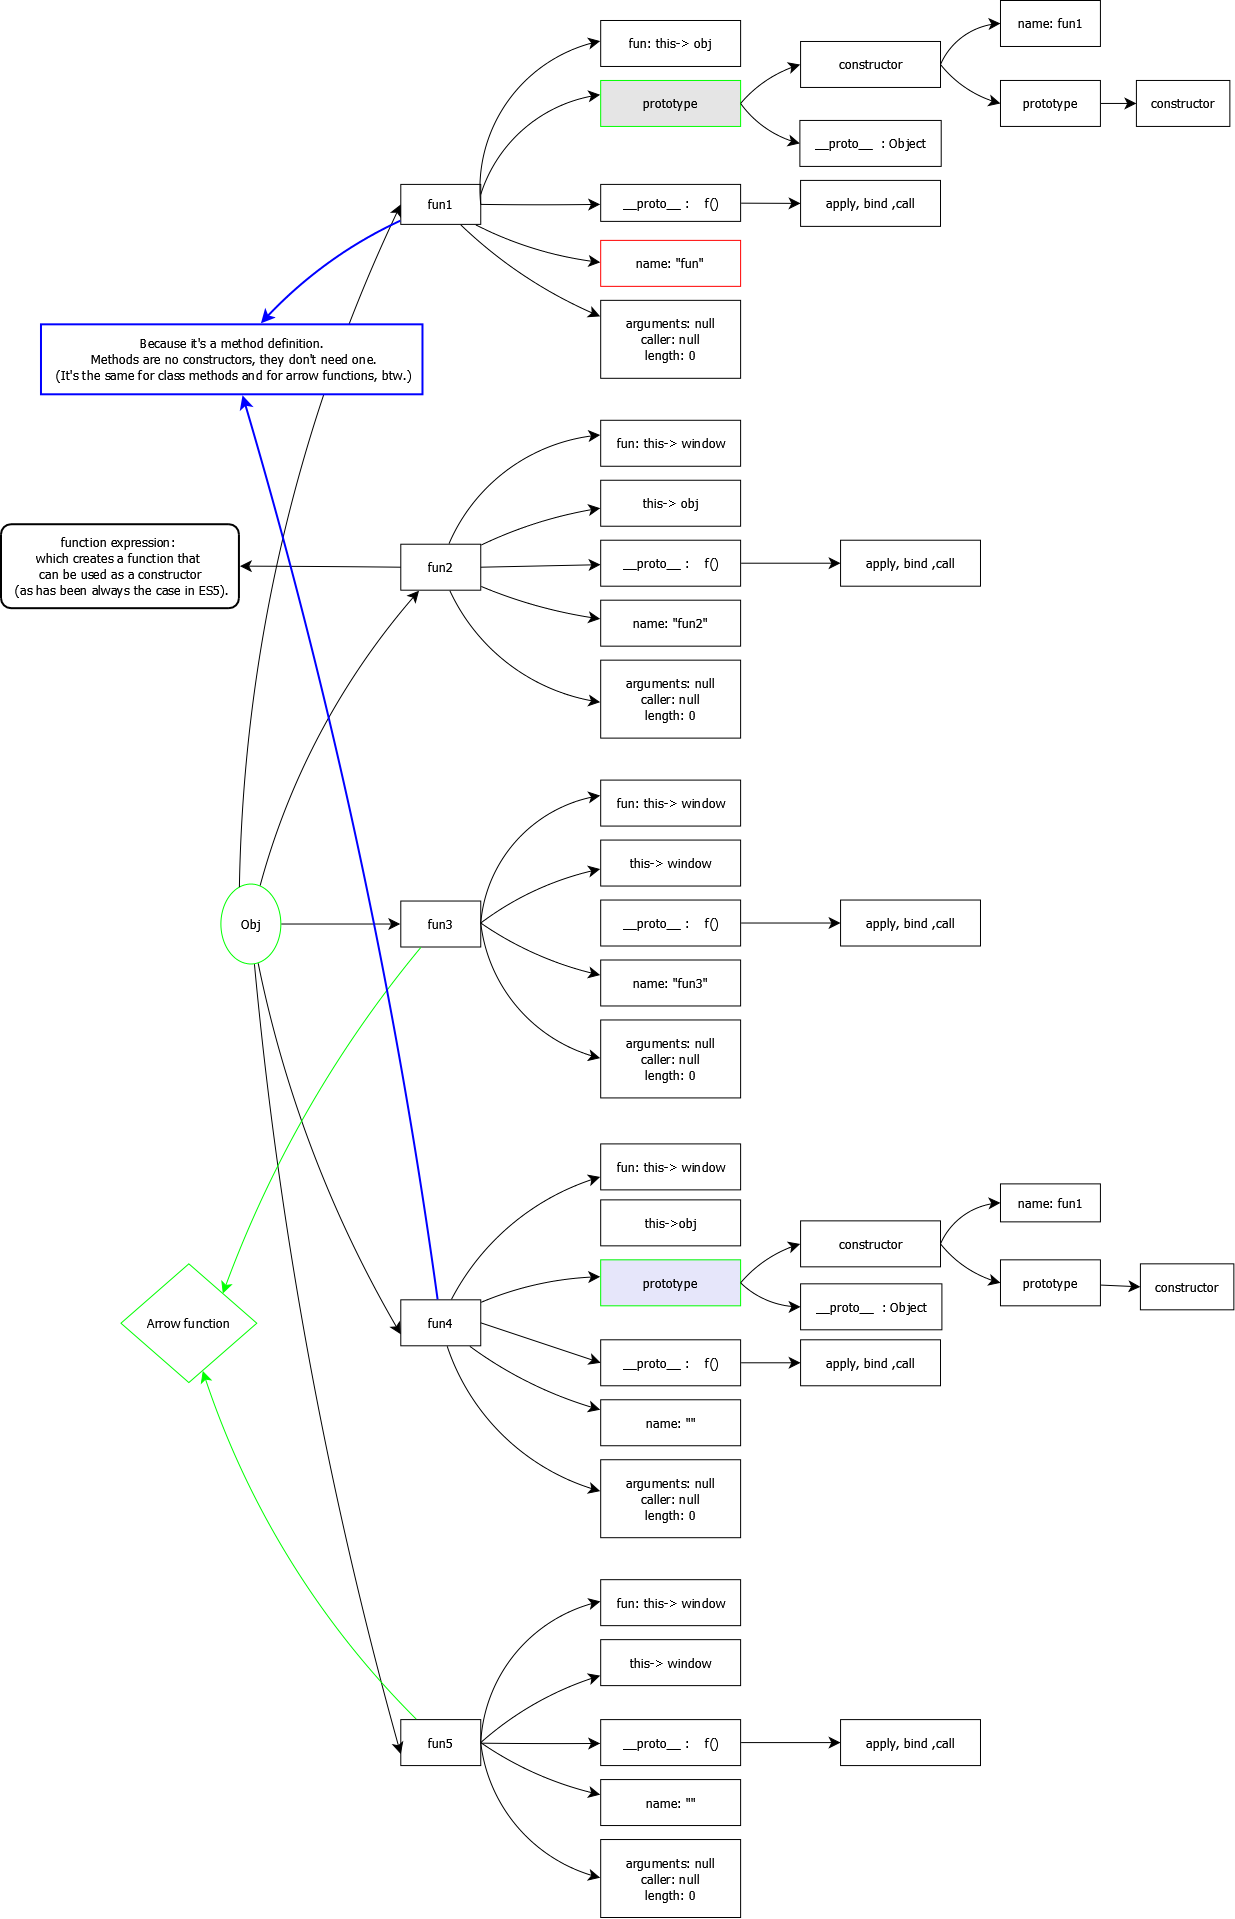 name: fun1
fun: this-> obj
constructor
prototype
prototype
constructor
__proto__ : Object
fun1
__proto__ : f()
apply, bind ,call
name: "fun"
arguments: null
caller: null
length: 0
Because it's a method definition.
Methods are no constructors, they don't need one.
(It's the same for class methods and for arrow functions, btw.)
fun: this-> window
this-> obj
function expression:
which creates a function that
can be used as a constructor
(as has been always the case in ES5).
fun2
__proto__ : f()
apply, bind ,call
name: "fun2"
arguments: null
caller: null
length: 0
fun: this-> window
this-> window
Obj
fun3
__proto__ : f()
apply, bind ,call
name: "fun3"
arguments: null
caller: null
length: 0
fun: this-> window
this->obj
name: fun1
constructor
prototype
prototype
constructor
__proto__ : Object
Arrow function
fun4
__proto__ : f()
apply, bind ,call
name: ""
arguments: null
caller: null
length: 0
fun: this-> window
this-> window
fun5
__proto__ : f()
apply, bind ,call
name: ""
arguments: null
caller: null
length: 0